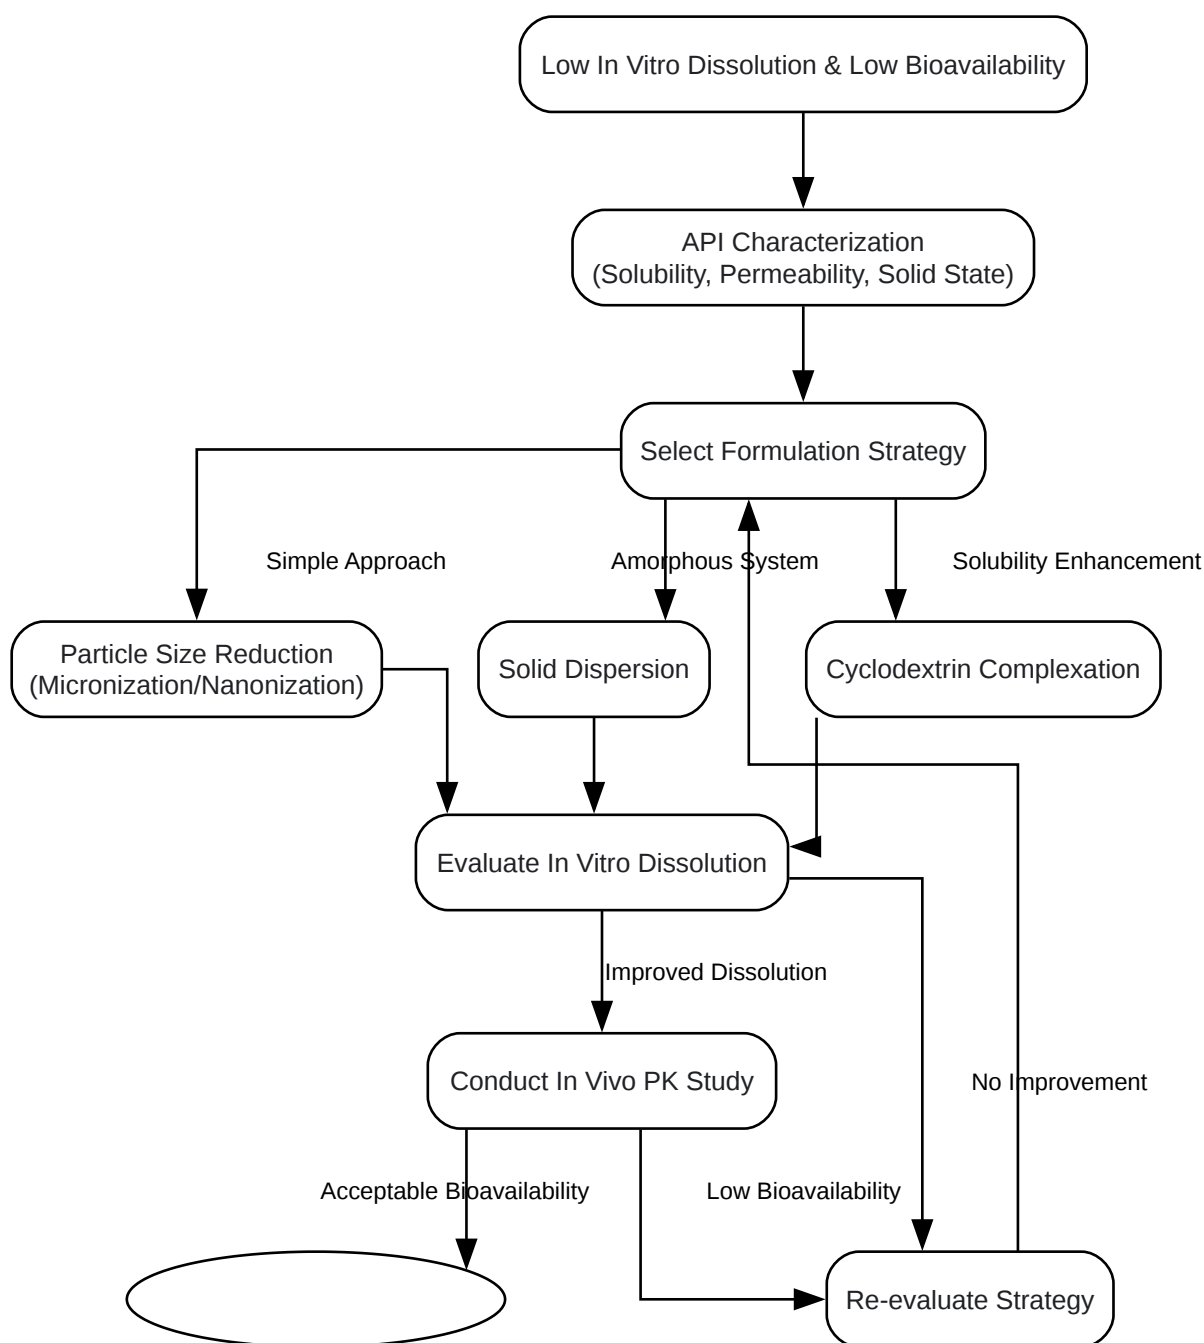 Low In Vitro Dissolution & Low Bioavailability
API Characterization
(Solubility, Permeability, Solid State)
Select Formulation Strategy
Simple Approach
Amorphous System
Solubility Enhancement
Particle Size Reduction
(Micronization/Nanonization)
Solid Dispersion
Cyclodextrin Complexation
Evaluate In Vitro Dissolution
Improved Dissolution
Conduct In Vivo PK Study
No Improvement
Acceptable Bioavailability
Low Bioavailability
Re-evaluate Strategy